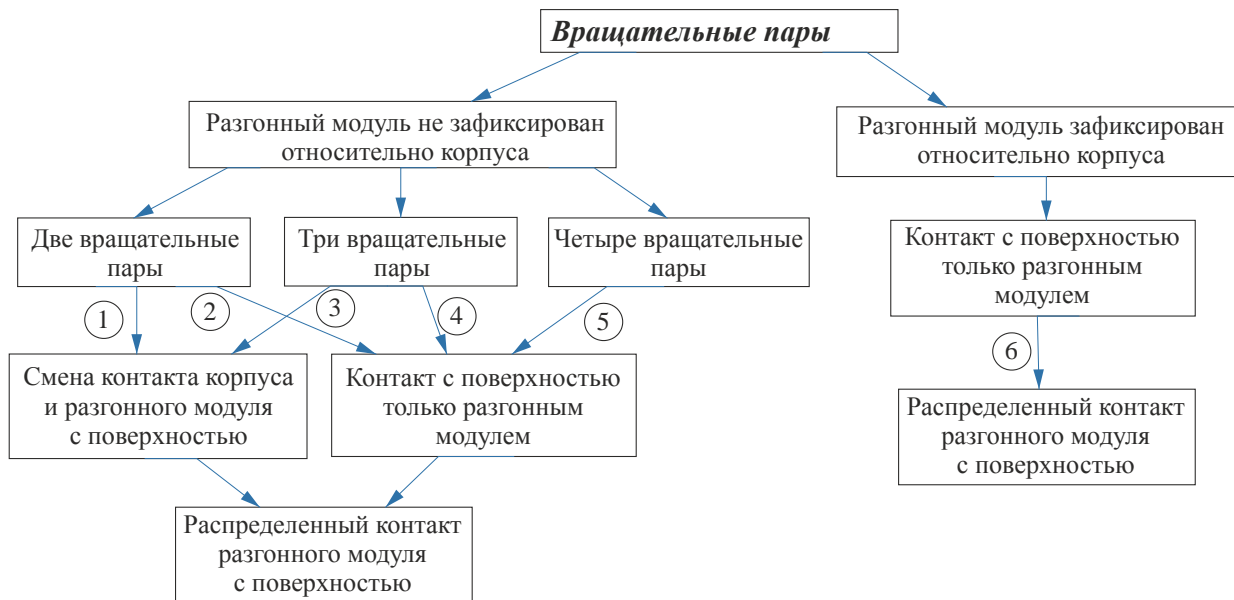 Вращательные пары
Разгонный модуль не зафиксирован
относительно корпуса
Разгонный модуль зафиксирован
относительно корпуса
Две вращательные
пары
Три вращательные
пары
Четыре вращательные
пары
Контакт с поверхностью
только разгонным
модулем
1
2
3
4
5
6
Смена контакта корпуса
и разгонного модуля
с поверхностью
Контакт с поверхностью
только разгонным
модулем
Распределенный контакт
разгонного модуля
с поверхностью
Распределенный контакт
разгонного модуля
с поверхностью